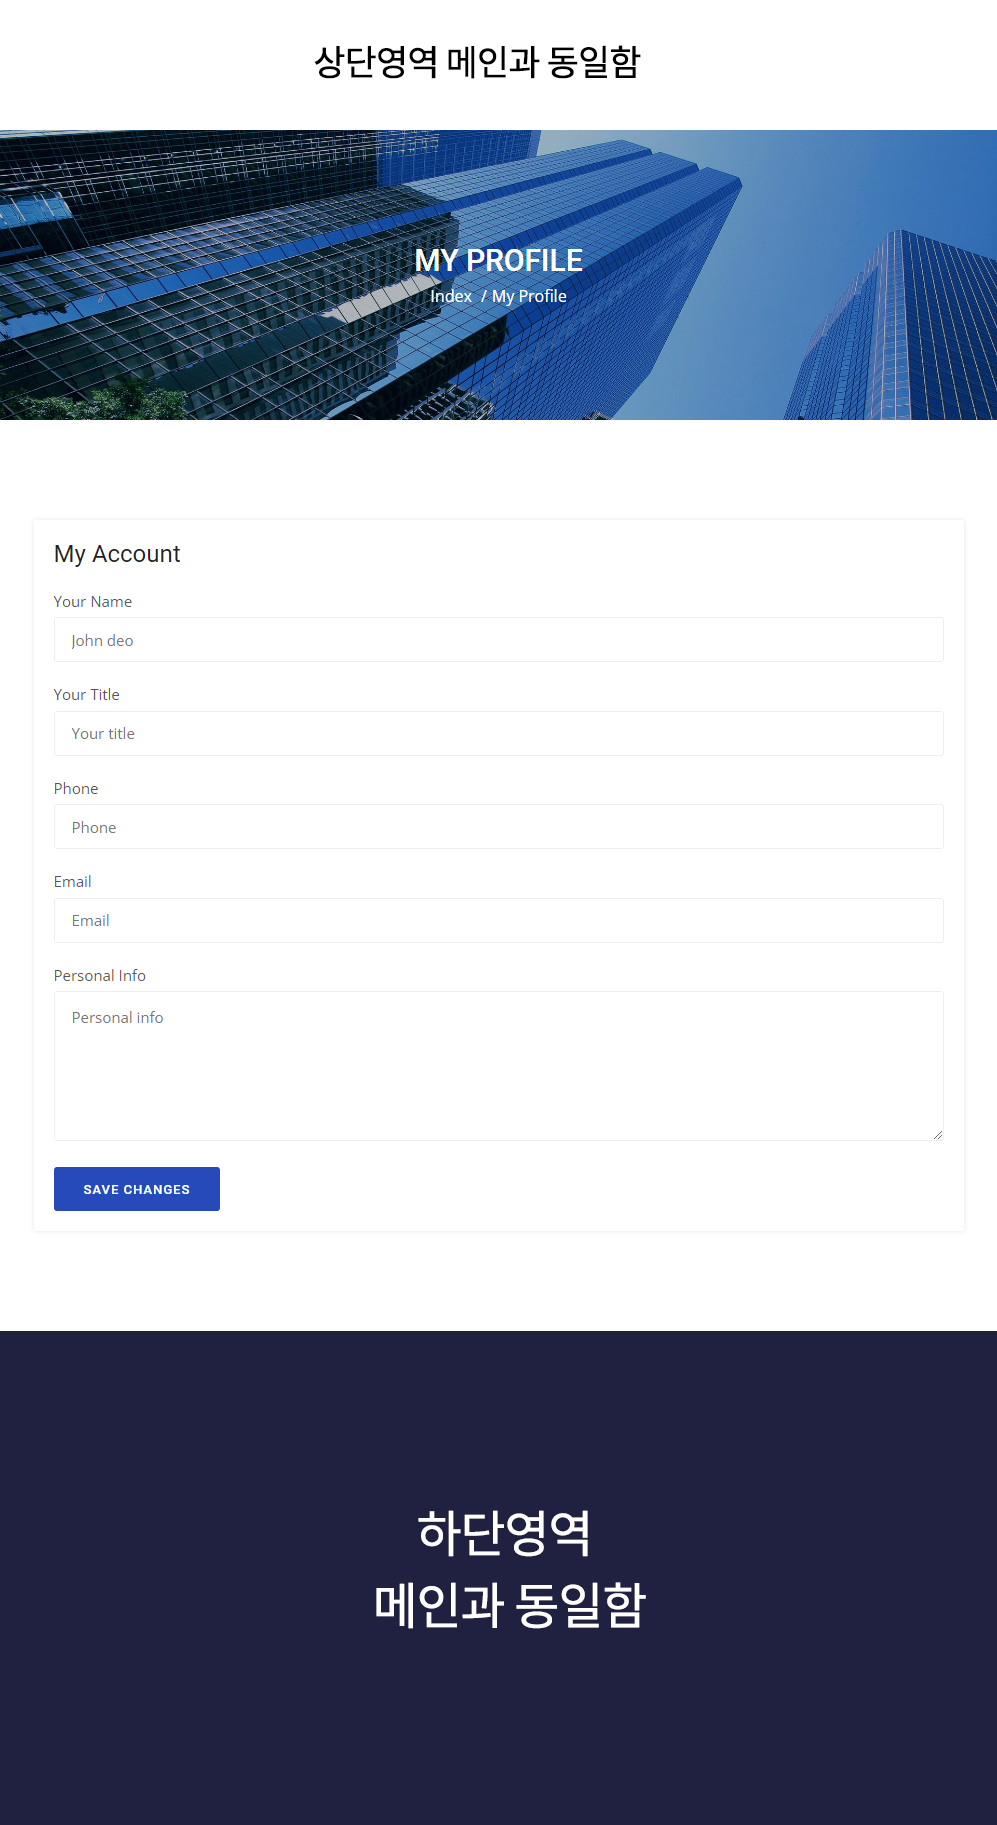 상단영역 메인과 동일함
MY PROFILE
Index / My Profile
My Account
Your Name
John deo
Your Title
Your title
Phone
Phone
Email
Email
Personal Info
Personal info
SAVE CHANGES
하단영역
메인과 동일함